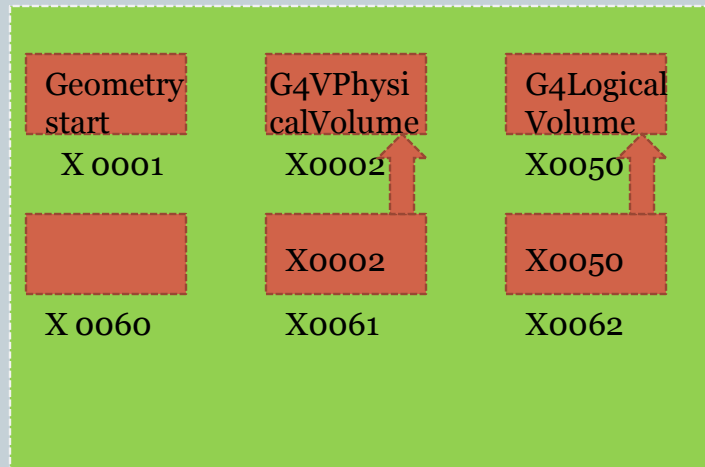 Geometry
start
G4VPhysi
calVolume
G4Logical
Volume
X 0001
X0002
X0050
X0002
X0050
X 0060
X0061
X0062